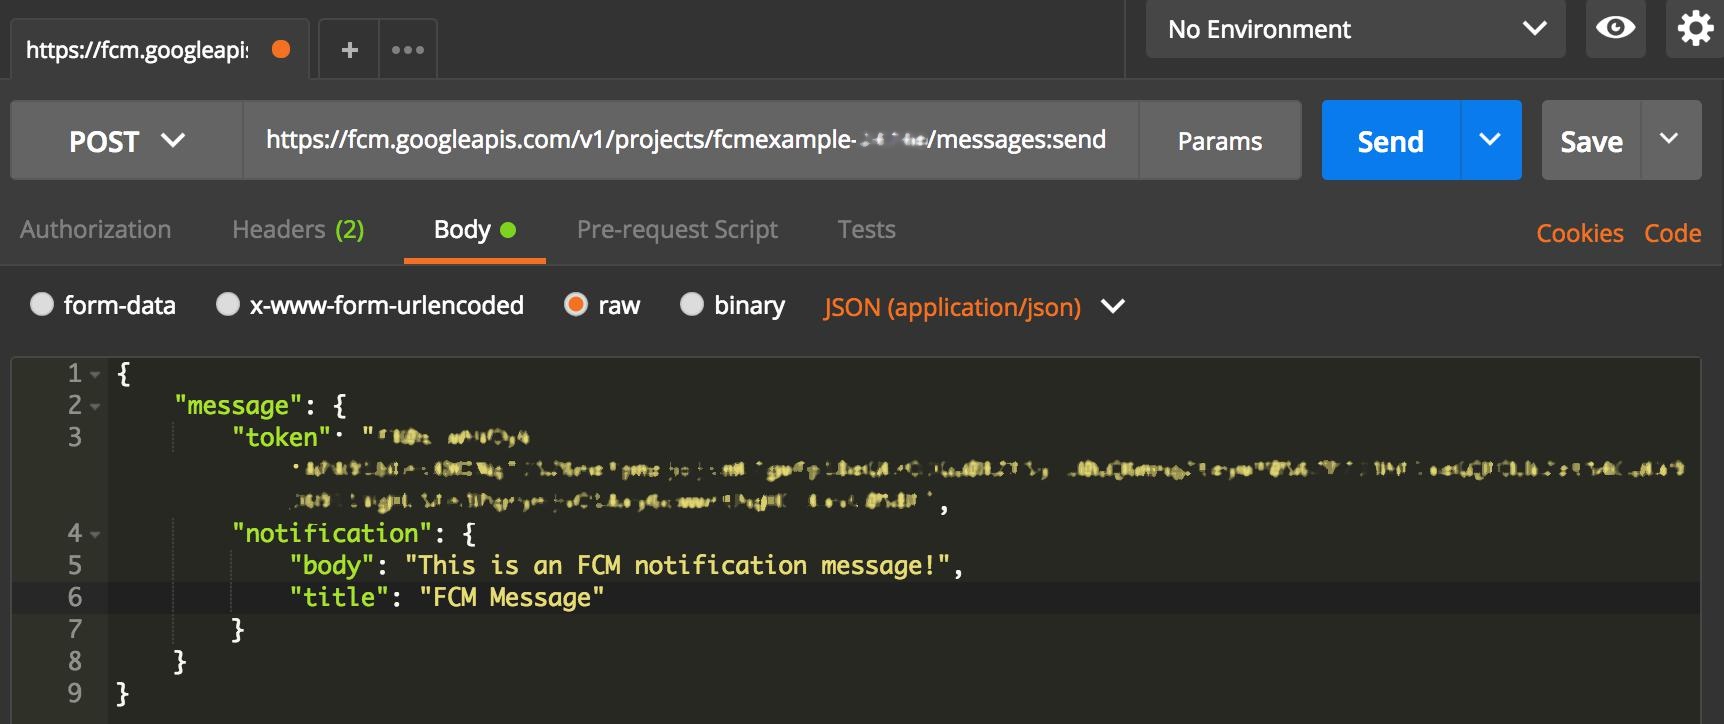 https://fcm.googleapis
+
No Environment
POST
https://fcm.googleapis.com/v1/projects/fcmexample- /messages:send
Params
Send
Save
Authorization
Headers (2)
Body
Pre-request Script
Tests
Cookies
Code
form-data
x-www-form-urlencoded
raw
binary
JSON (application/json)
1 {
2 "message": {
3 "token": "
",
4 "notification": {
5 "body": "This is an FCM notification message!",
6 "title": "FCM Message"
7 }
8 }
9 }